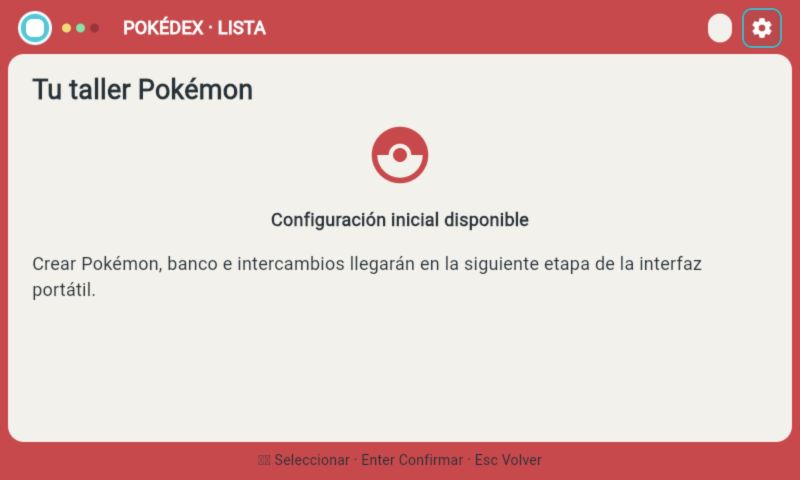 POKÉDEX · LISTA
Tu taller Pokémon
Configuración inicial disponible
Crear Pokémon, banco e intercambios llegarán en la siguiente etapa de la interfaz
portátil.
Seleccionar · Enter Confirmar · Esc Volver